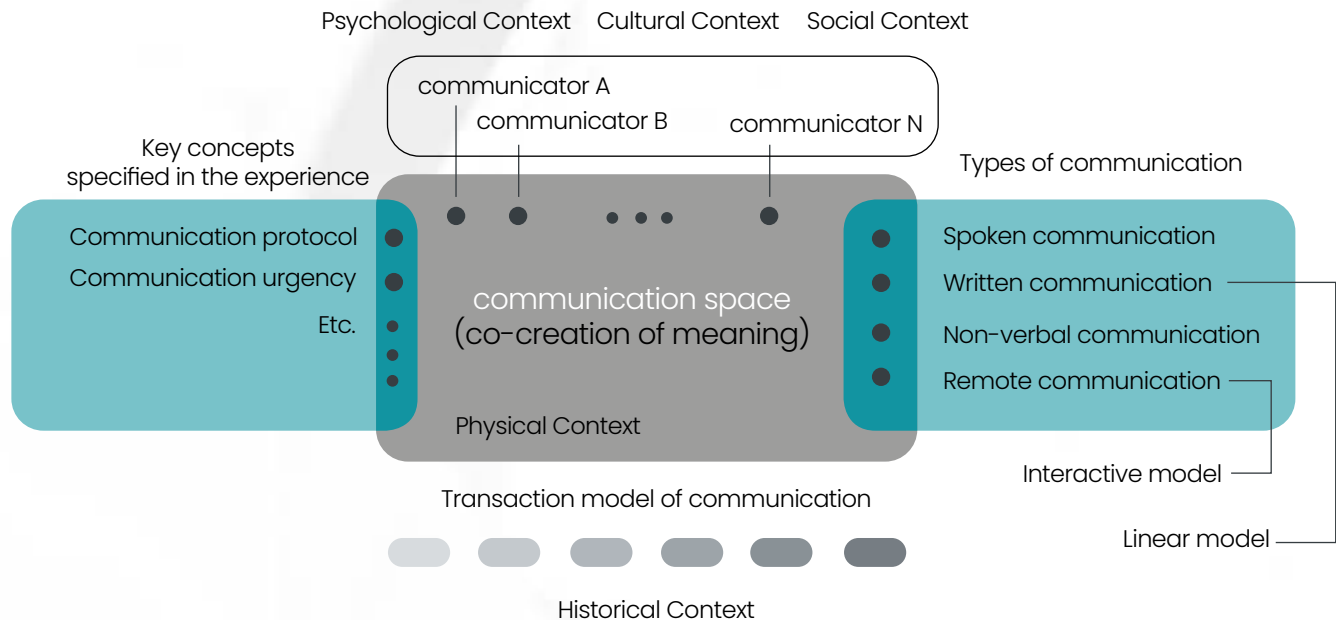 Psychological Context Cultural Context Social Context
communicator A
communicator B
communicator N
Key concepts
specified in the experience
Types of communication
Communication protocol
Communication urgency
Etc.
communication space
(co-creation of meaning)
Physical Context
Spoken communication
Written communication
Non-verbal communication
Remote communication
Interactive model
Linear model
Transaction model of communication
Historical Context